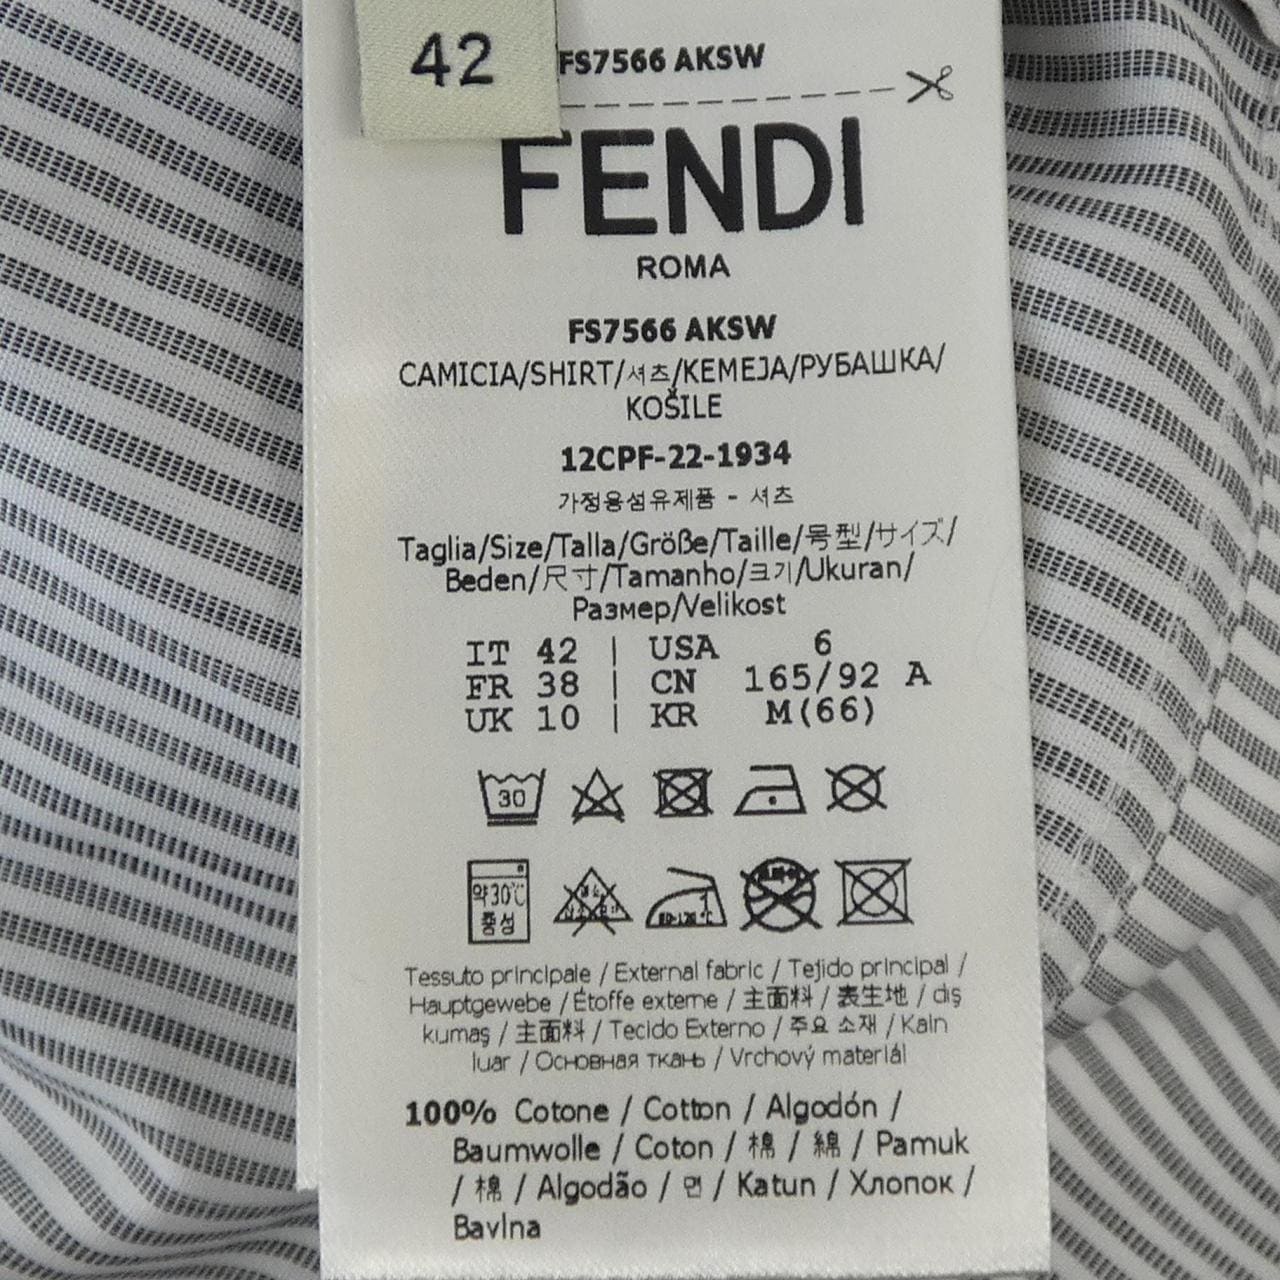 42
FS7566 AKSW
FENDI
ROMA
FS7566 AKSW
CAMICIA/SHIRT/셔츠/KEMEJA/РУБАШКА/
KOŠILE
12CPF-22-1934
가정용섬유제품 - 셔츠
Taglia/Size/Talla/Größe/Taille/号型/サイズ/
Beden/尺寸/Tamanho/크기/Ukuran/
Размер/Velikost
IT 42 | USA 6
FR 38 | CN 165/92 A
UK 10 | KR M(66)
30
약30℃
중성
80-120℃
Tessuto principale / External fabric / Tejido principal /
Hauptgewebe / Étoffe externe / 主面料 / 表生地 / dış
kumaş / 主面料 / Tecido Externo / 주요 소재 / Kain
luar / Основная ткань / Vrchový materiál
100% Cotone / Cotton / Algodón /
Baumwolle / Coton / 棉 / 綿 / Pamuk
/ 棉 / Algodão / 면 / Katun / Хлопок /
Bavlna